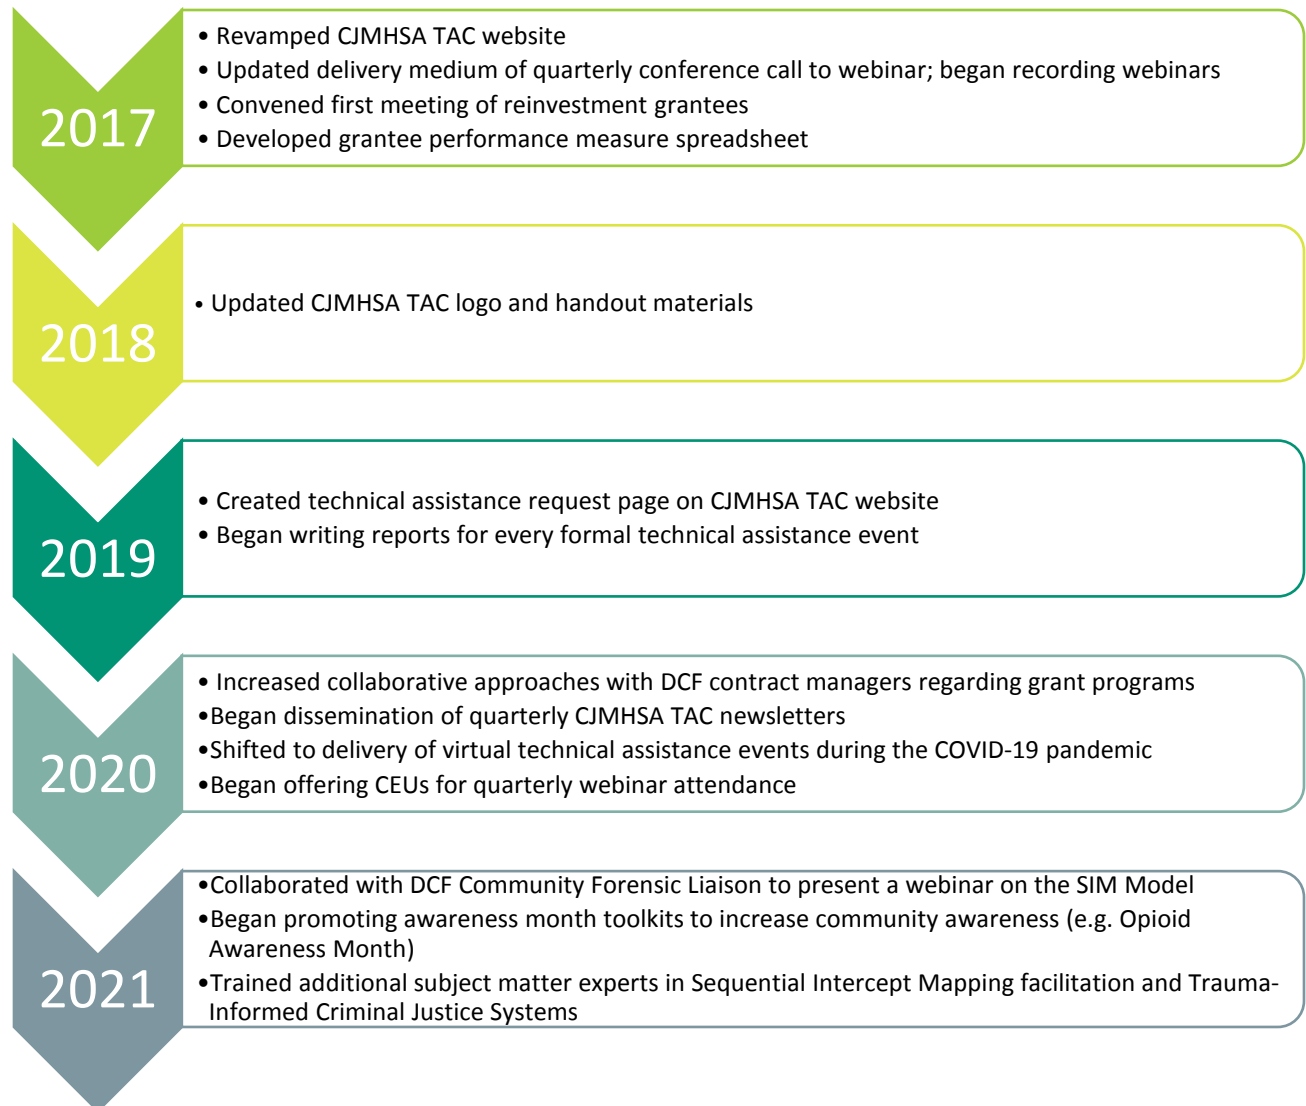 2017
• Revamped CJMHSA TAC website
• Updated delivery medium of quarterly conference call to webinar; began recording webinars
• Convened first meeting of reinvestment grantees
• Developed grantee performance measure spreadsheet
2018
• Updated CJMHSA TAC logo and handout materials
2019
• Created technical assistance request page on CJMHSA TAC website
• Began writing reports for every formal technical assistance event
2020
• Increased collaborative approaches with DCF contract managers regarding grant programs
•Began dissemination of quarterly CJMHSA TAC newsletters
•Shifted to delivery of virtual technical assistance events during the COVID-19 pandemic
•Began offering CEUs for quarterly webinar attendance
2021
•Collaborated with DCF Community Forensic Liaison to present a webinar on the SIM Model
•Began promoting awareness month toolkits to increase community awareness (e.g. Opioid
Awareness Month)
•Trained additional subject matter experts in Sequential Intercept Mapping facilitation and Trauma-
Informed Criminal Justice Systems